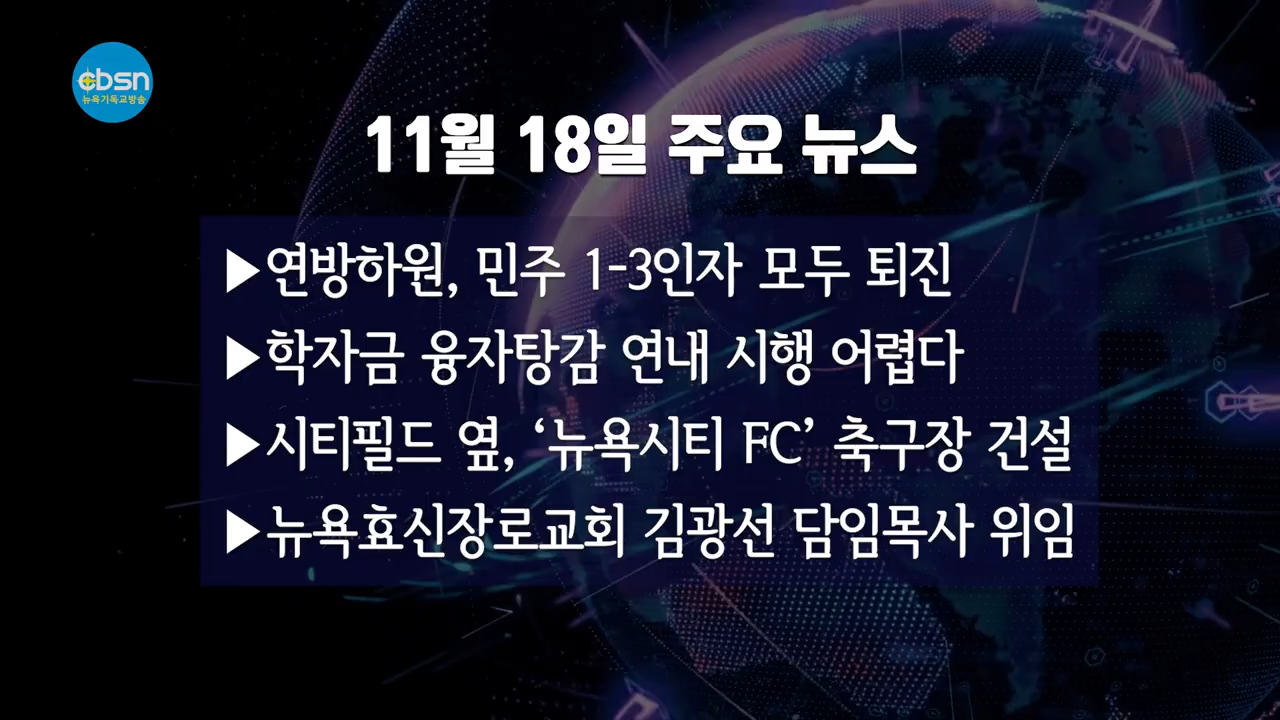 cbsn
뉴욕기독교방송
11월 18일 주요 뉴스
▶연방하원, 민주 1-3인자 모두 퇴진
▶학자금 융자탕감 연내 시행 어렵다
▶시티필드 옆, ‘뉴욕시티 FC’ 축구장 건설
▶뉴욕효신장로교회 김광선 담임목사 위임